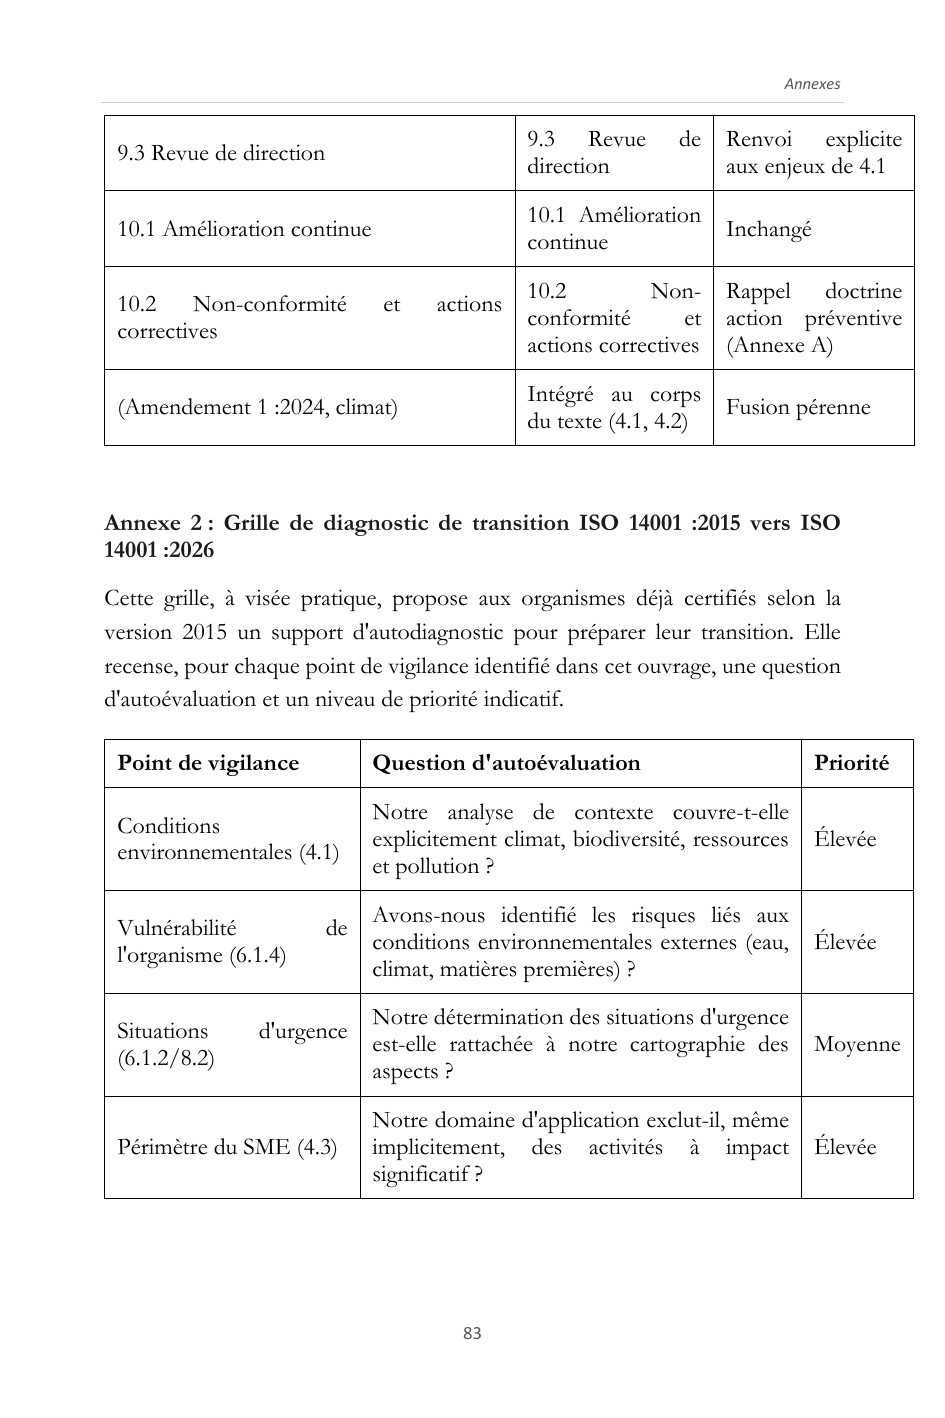 Annexes
9.3 Revue de direction
9.3 Revue de
direction
Renvoi explicite
aux enjeux de 4.1
10.1 Amélioration continue
10.1 Amélioration
continue
Inchangé
10.2 Non-conformité et actions
correctives
10.2 Non-
conformité et
actions correctives
Rappel doctrine
action préventive
(Annexe A)
(Amendement 1 :2024, climat)
Intégré au corps
du texte (4.1, 4.2)
Fusion pérenne
Annexe 2 : Grille de diagnostic de transition ISO 14001 :2015 vers ISO
14001 :2026
Cette grille, à visée pratique, propose aux organismes déjà certifiés selon la
version 2015 un support d'autodiagnostic pour préparer leur transition. Elle
recense, pour chaque point de vigilance identifié dans cet ouvrage, une question
d'autoévaluation et un niveau de priorité indicatif.
Point de vigilance
Question d'autoévaluation
Priorité
Conditions
environnementales (4.1)
Notre analyse de contexte couvre-t-elle
explicitement climat, biodiversité, ressources
et pollution ?
Élevée
Vulnérabilité de
l'organisme (6.1.4)
Avons-nous identifié les risques liés aux
conditions environnementales externes (eau,
climat, matières premières) ?
Élevée
Situations d'urgence
(6.1.2/8.2)
Notre détermination des situations d'urgence
est-elle rattachée à notre cartographie des
aspects ?
Moyenne
Périmètre du SME (4.3)
Notre domaine d'application exclut-il, même
implicitement, des activités à impact
significatif ?
Élevée
83